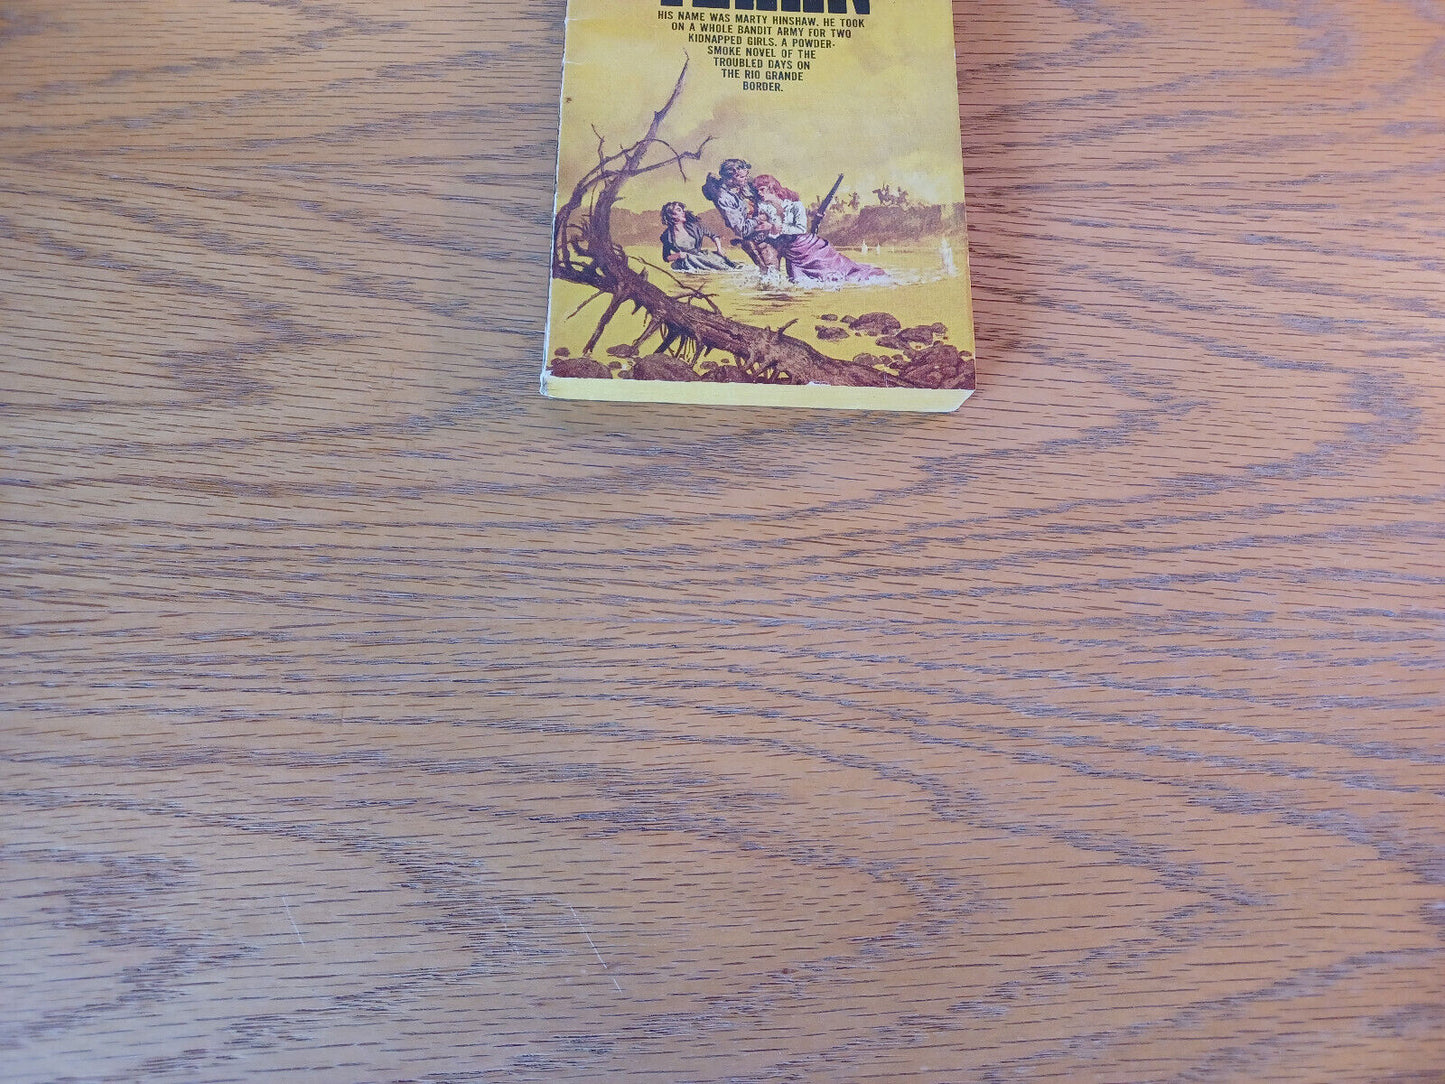 HIS NAME WAS MARTY HINSHAW. HE TOOK
ON A WHOLE BANDIT ARMY FOR TWO
KIDNAPPED GIRLS. A POWDER-
SMOKE NOVEL OF THE
TROUBLED DAYS ON
THE RIO GRANDE
BORDER.